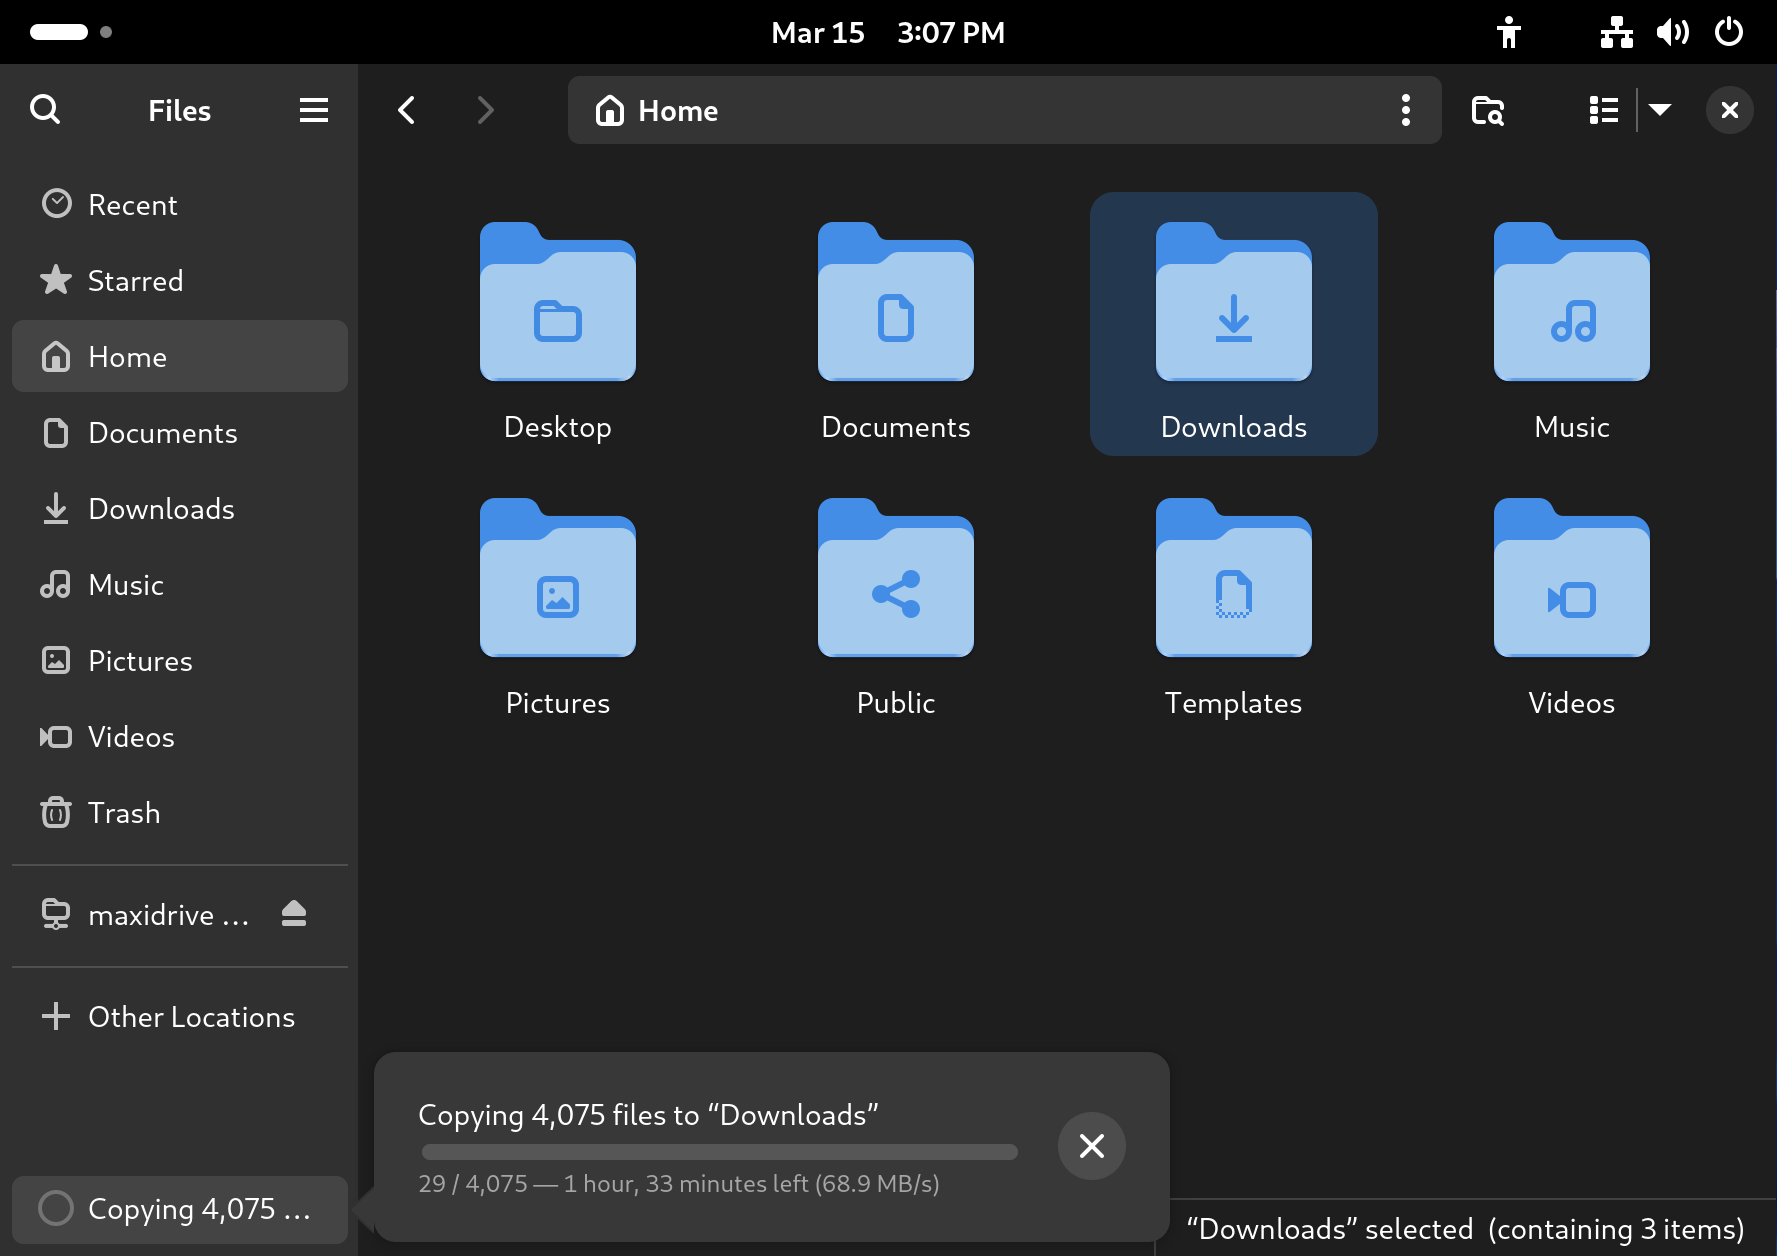 Mar 15 3:07 PM
Files
Home
Recent
Starred
Home
Documents
Downloads
Music
Pictures
Videos
Trash
maxidrive ...
Other Locations
Copying 4,075 ...
Desktop
Documents
Downloads
Music
Pictures
Public
Templates
Videos
Copying 4,075 files to “Downloads”
29 / 4,075 — 1 hour, 33 minutes left (68.9 MB/s)
“Downloads” selected (containing 3 items)